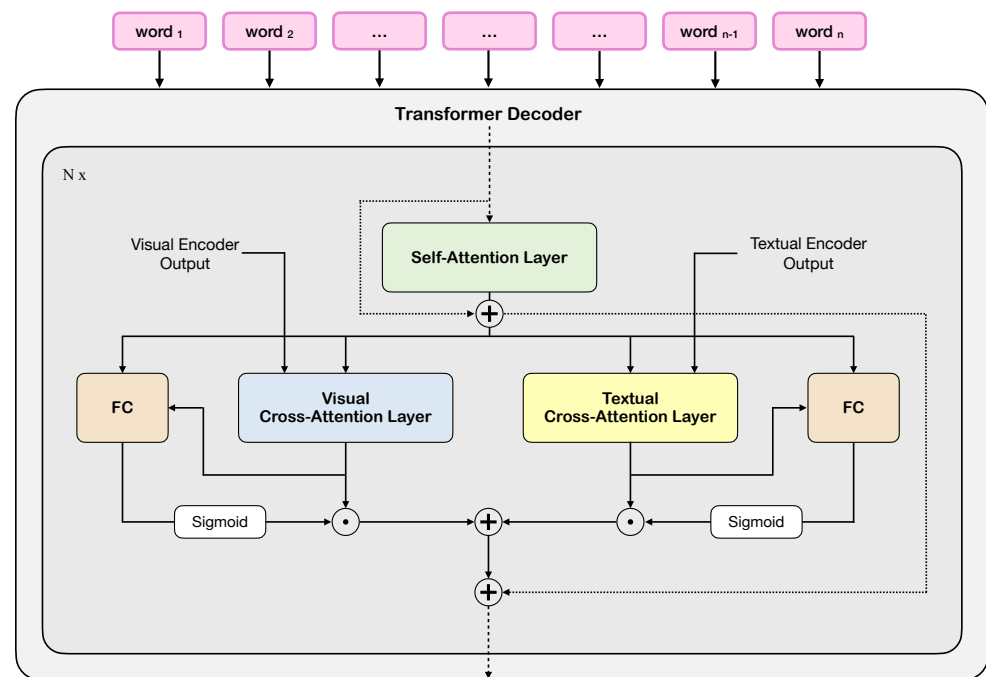 word 1
word 2
...
...
...
word n-1
word n
Transformer Decoder
N x
Visual Encoder
Output
Self-Attention Layer
Textual Encoder
Output
FC
Visual
Cross-Attention Layer
Textual
Cross-Attention Layer
FC
Sigmoid
Sigmoid